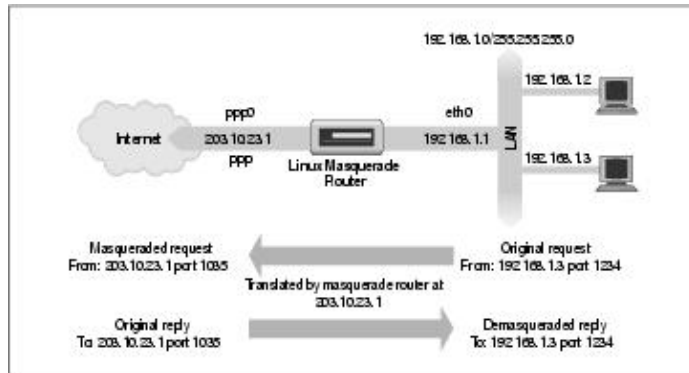 192.168.1.0/255.255.255.0
192.168.1.2
ppp0
eth0
Internet
203.10.23.1
192.168.1.1
LAN
ppp
Linux Masquerade
Router
192.168.1.3
Masqueraded request
From: 203.10.23.1 port 1035
Original request
From: 192.168.1.3 port 1234
Translated by masquerade router at
203.10.23.1
Original reply
To: 203.10.23.1 port 1035
Demasqueraded reply
To: 192.168.1.3 port 1234